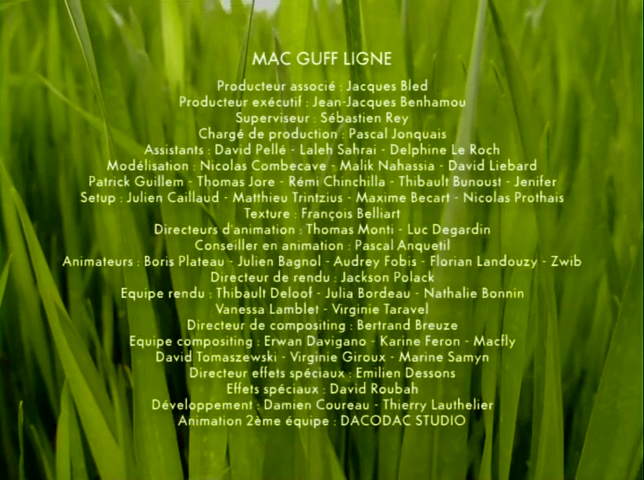 MAC GUFF LIGNE
Producteur associé : Jacques Bled
Producteur exécutif : Jean-Jacques Benhamou
Superviseur : Sébastien Rey
Chargé de production : Pascal Jonquais
Assistants : David Pellé - Laleh Sahrai - Delphine Le Roch
Modélisation : Nicolas Combecave - Malik Nahassia - David Liebard
Patrick Guillem - Thomas Jore - Rémi Chinchilla - Thibault Bunoust - Jenifer
Setup : Julien Caillaud - Matthieu Trintzius - Maxime Becart - Nicolas Prothais
Texture : François Belliart
Directeurs d'animation : Thomas Monti - Luc Degardin
Conseiller en animation : Pascal Anquetil
Animateurs : Boris Plateau - Julien Bagnol - Audrey Fobis - Florian Landouzy - Zwib
Directeur de rendu : Jackson Polack
Equipe rendu : Thibault Deloof - Julia Bordeau - Nathalie Bonnin
Vanessa Lamblet - Virginie Taravel
Directeur de compositing : Bertrand Breuze
Equipe compositing : Erwan Davigano - Karine Feron - Macfly
David Tomaszewski - Virginie Giroux - Marine Samyn
Directeur effets spéciaux : Emilien Dessons
Effets spéciaux : David Roubah
Développement : Damien Coureau - Thierry Lauthelier
Animation 2ème équipe : DACODAC STUDIO